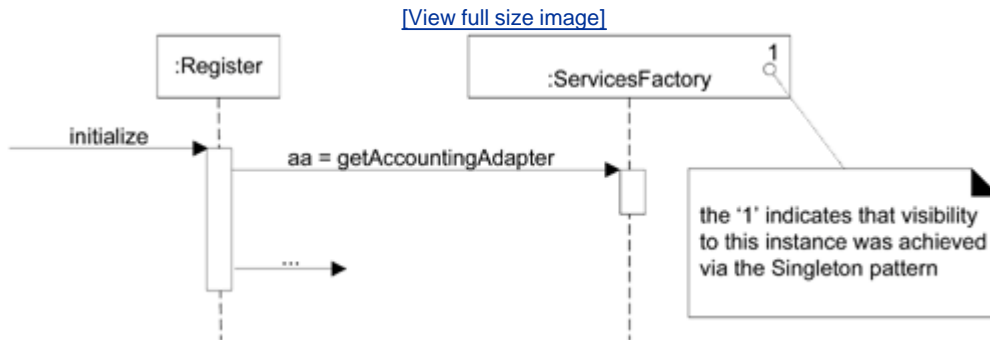 [View full size image]
:Register
1
:ServicesFactory
initialize
aa = getAccountingAdapter
...
the ‘1’ indicates that visibility
to this instance was achieved
via the Singleton pattern